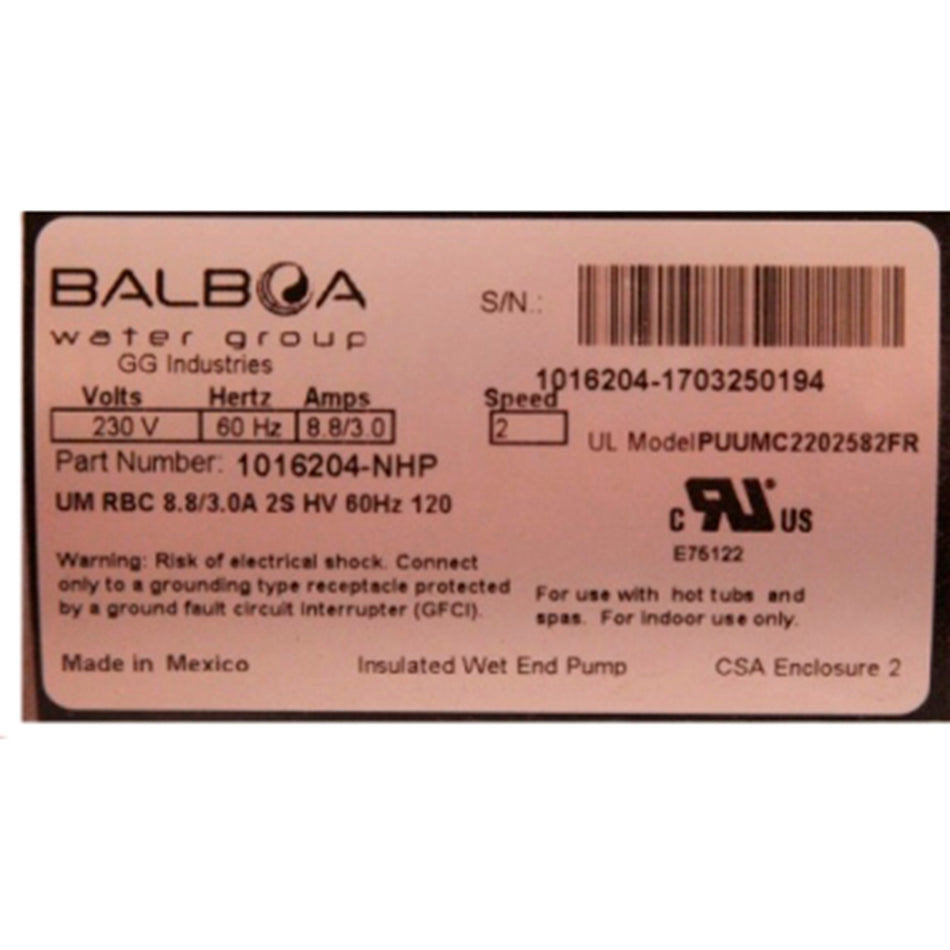 BALBOA
water group
GG Industries
S/N.:
1016204-1703250194
Volts Hertz Amps
230 V 60 Hz 8.8/3.0
Speed
2
UL Model PUUMC2202582FR
Part Number: 1016204-NHP
UM RBC 8.8/3.0A 2S HV 60Hz 120
C RU US
E75122
Warning: Risk of electrical shock. Connect
only to a grounding type receptacle protected
by a ground fault circuit interrupter (GFCI).
For use with hot tubs and
spas. For indoor use only.
Made in Mexico Insulated Wet End Pump CSA Enclosure 2